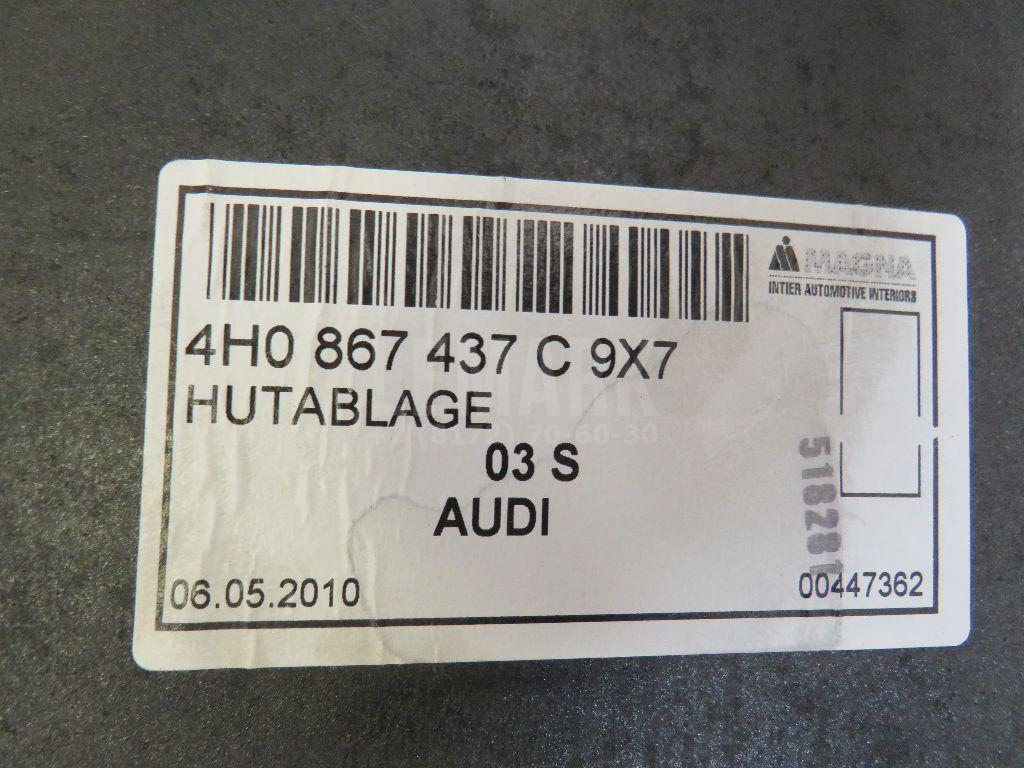 MAGNA
INTIER AUTOMOTIVE INTERIORS
4H0 867 437 C 9X7
HUTABLAGE
03 S
AUDI
518281
06.05.2010
00447362